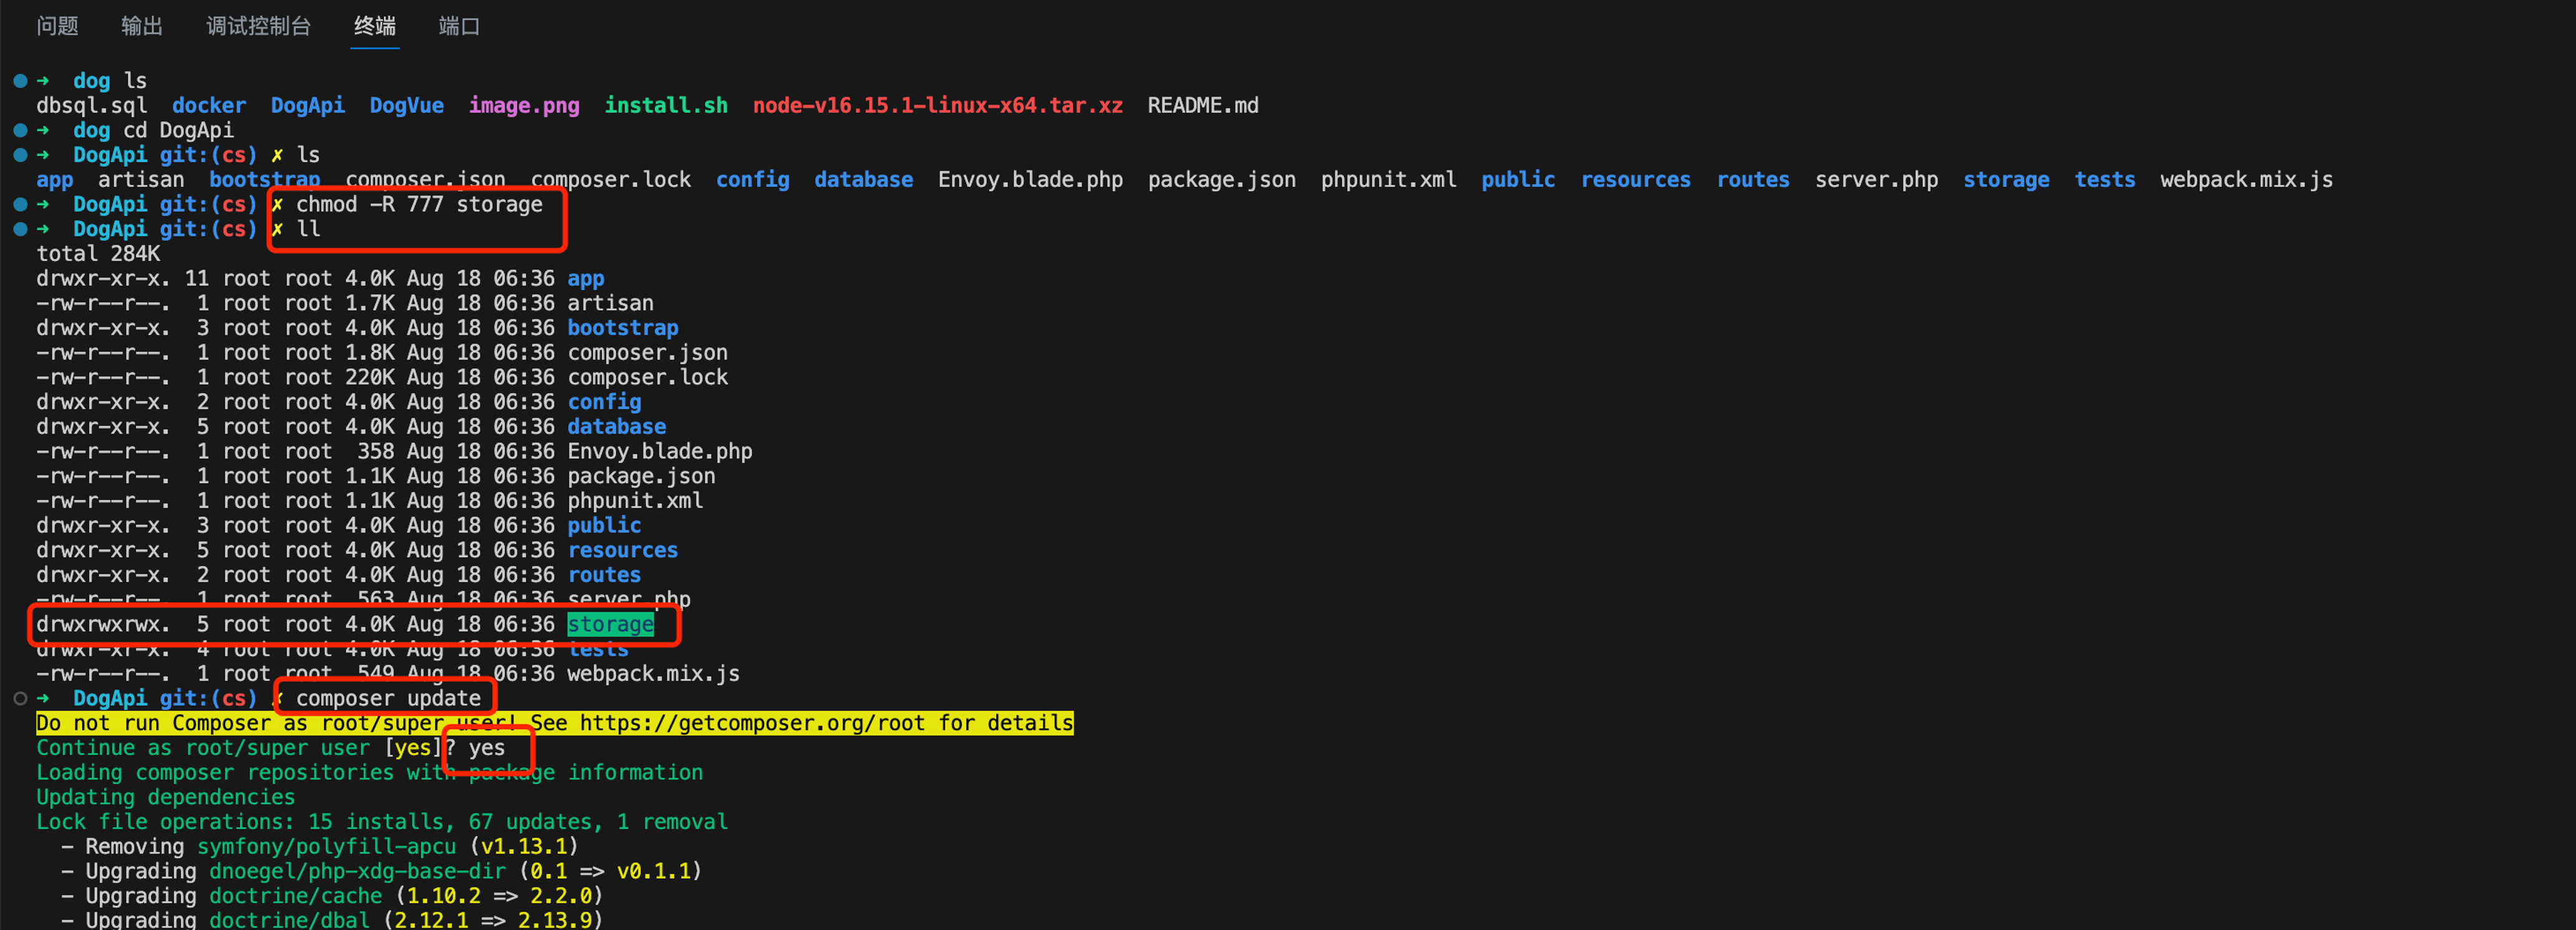 问题 输出 调试控制台 终端 端口
➜ dog ls
dbsql.sql docker DogApi DogVue image.png install.sh node-v16.15.1-linux-x64.tar.xz README.md
➜ dog cd DogApi
➜ DogApi git:(cs) ✗ ls
app artisan bootstrap composer.json composer.lock config database Envoy.blade.php package.json phpunit.xml public resources routes server.php storage tests webpack.mix.js
➜ DogApi git:(cs) ✗ chmod -R 777 storage
➜ DogApi git:(cs) ✗ ll
total 284K
drwxr-xr-x. 11 root root 4.0K Aug 18 06:36 app
-rw-r--r--. 1 root root 1.7K Aug 18 06:36 artisan
drwxr-xr-x. 3 root root 4.0K Aug 18 06:36 bootstrap
-rw-r--r--. 1 root root 1.8K Aug 18 06:36 composer.json
-rw-r--r--. 1 root root 220K Aug 18 06:36 composer.lock
drwxr-xr-x. 2 root root 4.0K Aug 18 06:36 config
drwxr-xr-x. 5 root root 4.0K Aug 18 06:36 database
-rw-r--r--. 1 root root 358 Aug 18 06:36 Envoy.blade.php
-rw-r--r--. 1 root root 1.1K Aug 18 06:36 package.json
-rw-r--r--. 1 root root 1.1K Aug 18 06:36 phpunit.xml
drwxr-xr-x. 3 root root 4.0K Aug 18 06:36 public
drwxr-xr-x. 5 root root 4.0K Aug 18 06:36 resources
drwxr-xr-x. 2 root root 4.0K Aug 18 06:36 routes
-rw-r--r--. 1 root root 563 Aug 18 06:36 server.php
drwxrwxrwx. 5 root root 4.0K Aug 18 06:36 storage
drwxr-xr-x. 4 root root 4.0K Aug 18 06:36 tests
-rw-r--r--. 1 root root 549 Aug 18 06:36 webpack.mix.js
➜ DogApi git:(cs) ✗ composer update
Do not run Composer as root/super user! See https://getcomposer.org/root for details
Continue as root/super user [yes]? yes
Loading composer repositories with package information
Updating dependencies
Lock file operations: 15 installs, 67 updates, 1 removal
- Removing symfony/polyfill-apcu (v1.13.1)
- Upgrading dnoegel/php-xdg-base-dir (0.1 => v0.1.1)
- Upgrading doctrine/cache (1.10.2 => 2.2.0)
- Upgrading doctrine/dbal (2.12.1 => 2.13.9)